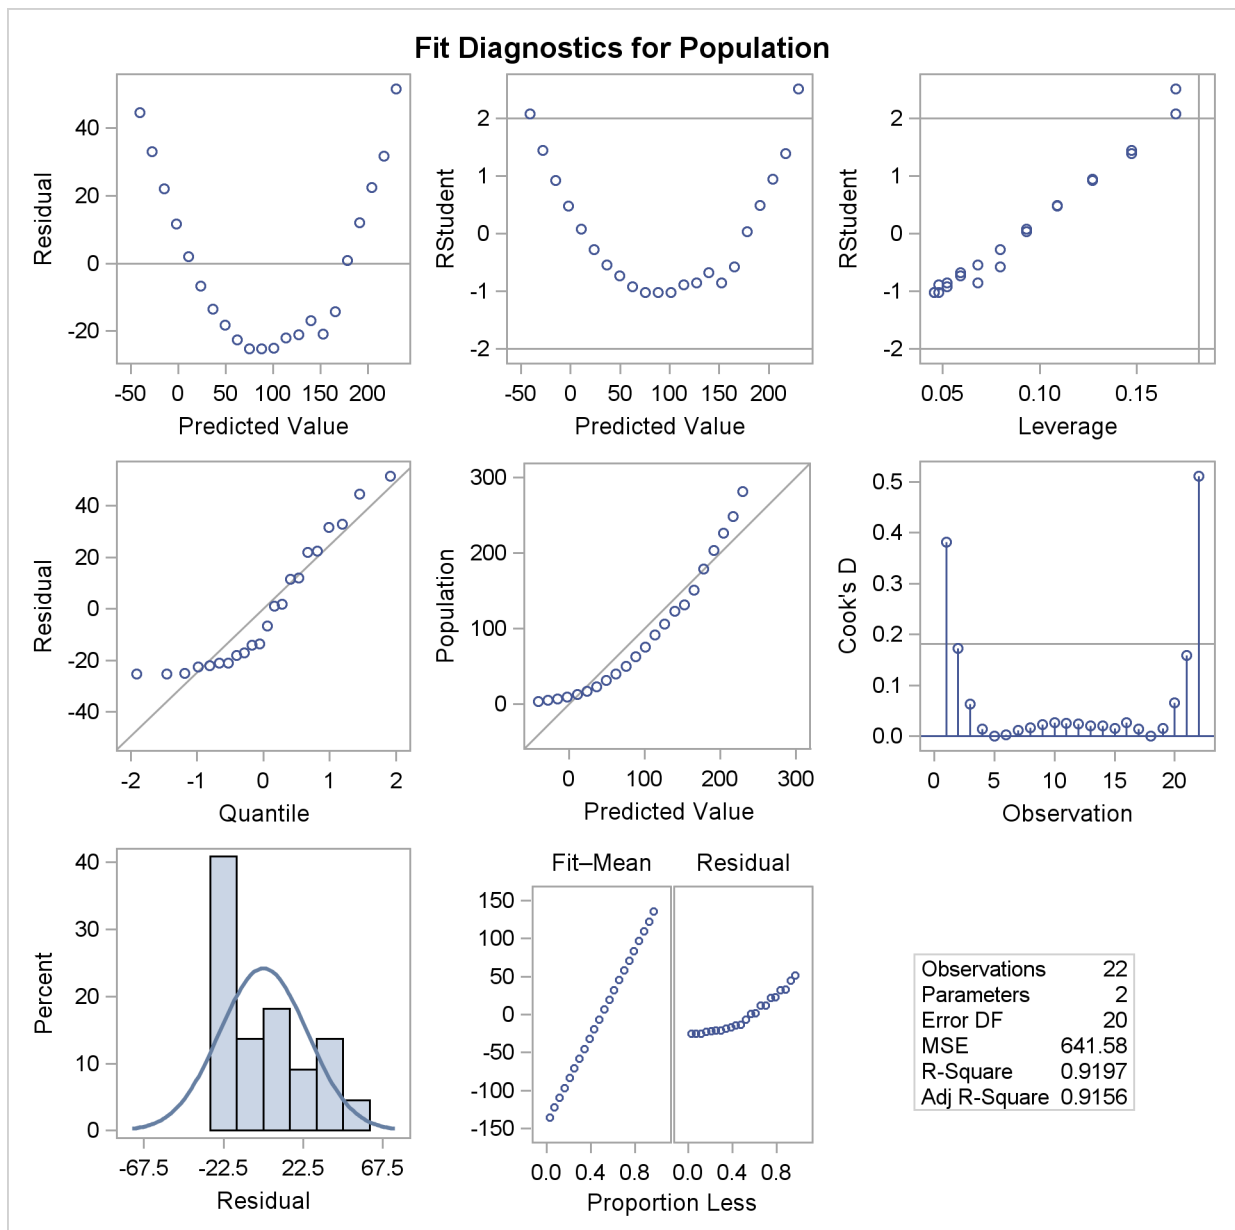 Fit Diagnostics for Population
40
20
0
-20
Residual
-50 0 50 100 150 200
Predicted Value
2
1
0
-1
-2
RStudent
-50 0 50 100 150 200
Predicted Value
2
1
0
-1
-2
RStudent
0.05 0.10 0.15
Leverage
40
20
0
-20
-40
Residual
-2 -1 0 1 2
Quantile
300
200
100
0
Population
0 100 200 300
Predicted Value
0.5
0.4
0.3
0.2
0.1
0.0
Cook's D
0 5 10 15 20
Observation
40
30
20
10
0
Percent
-67.5 -22.5 22.5 67.5
Residual
Fit–Mean Residual
150
100
50
0
-50
-100
-150
0.0 0.4 0.8 0.0 0.4 0.8
Proportion Less
Observations 22
Parameters 2
Error DF 20
MSE 641.58
R-Square 0.9197
Adj R-Square 0.9156